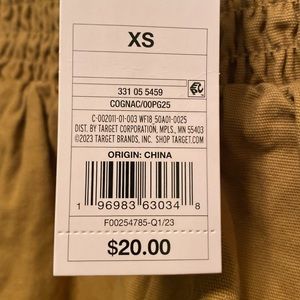 XS
331 05 5459
COGNAC/00PG25
C-002011-01-003 WF18 50A01-0025
DIST. BY TARGET CORPORATION, MPLS., MN 55403
©2023 TARGET BRANDS, INC. SHOP TARGET.COM
ORIGIN: CHINA
1 96983 63034 8
F00254785-Q1/23
$20.00